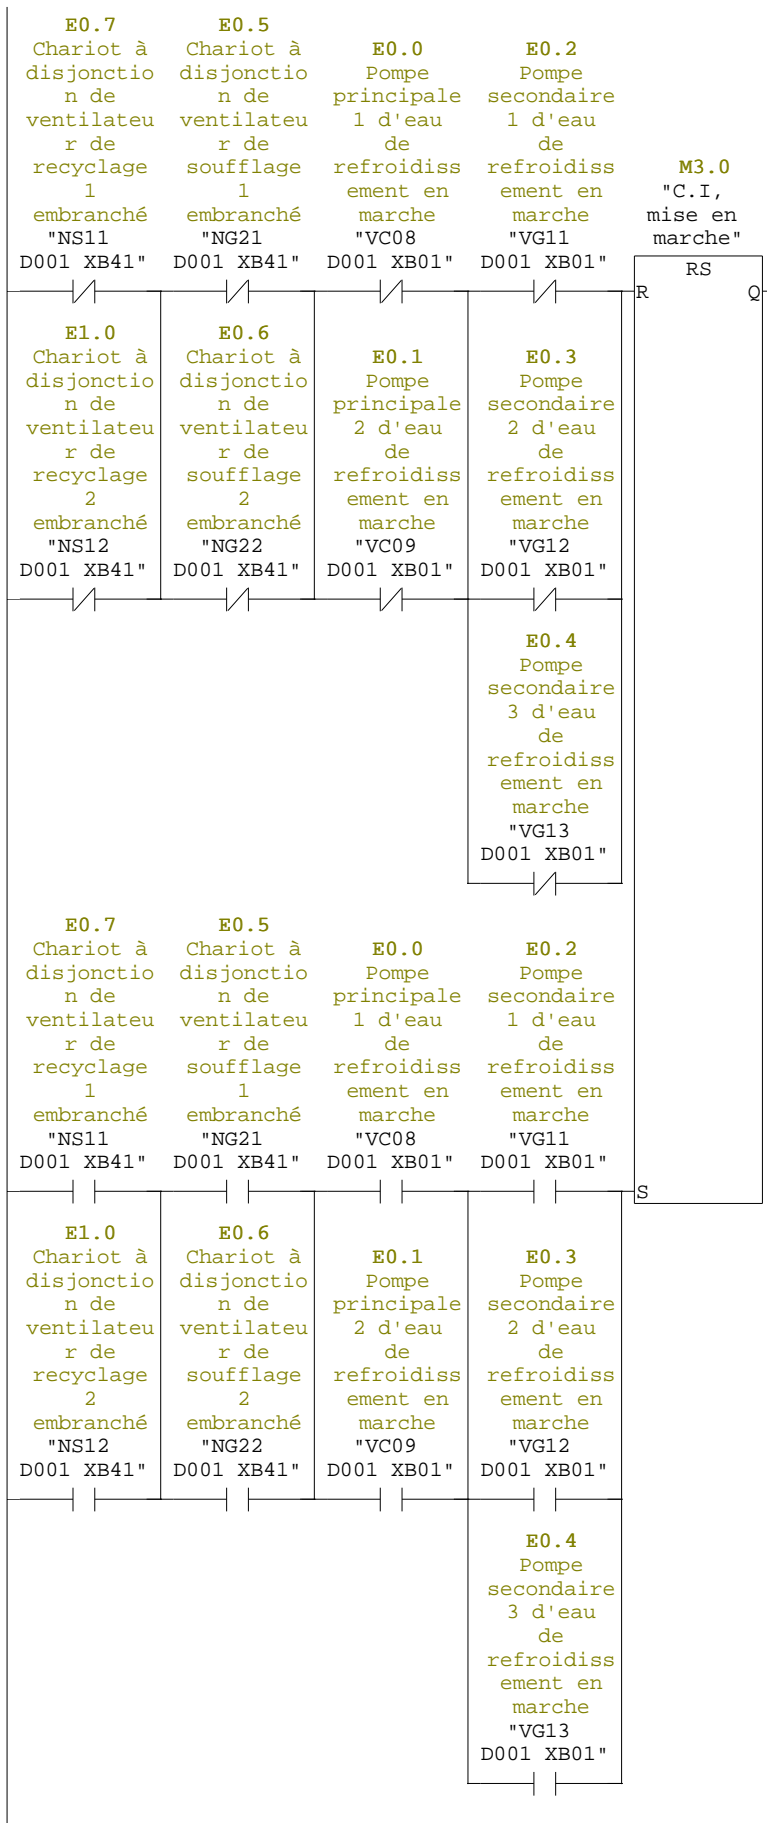 E0.7
Chariot à
disjonctio
n de
ventilateu
r de
recyclage
1
embranché
"NS11
D001 XB41"
E0.5
Chariot à
disjonctio
n de
ventilateu
r de
soufflage
1
embranché
"NG21
D001 XB41"
E0.0
Pompe
principale
1 d'eau
de
refroidiss
ement en
marche
"VC08
D001 XB01"
E0.2
Pompe
secondaire
1 d'eau
de
refroidiss
ement en
marche
"VG11
D001 XB01"
M3.0
"C.I,
mise en
marche"
RS
R
Q
E1.0
Chariot à
disjonctio
n de
ventilateu
r de
recyclage
2
embranché
"NS12
D001 XB41"
E0.6
Chariot à
disjonctio
n de
ventilateu
r de
soufflage
2
embranché
"NG22
D001 XB41"
E0.1
Pompe
principale
2 d'eau
de
refroidiss
ement en
marche
"VC09
D001 XB01"
E0.3
Pompe
secondaire
2 d'eau
de
refroidiss
ement en
marche
"VG12
D001 XB01"
E0.4
Pompe
secondaire
3 d'eau
de
refroidiss
ement en
marche
"VG13
D001 XB01"
E0.7
Chariot à
disjonctio
n de
ventilateu
r de
recyclage
1
embranché
"NS11
D001 XB41"
E0.5
Chariot à
disjonctio
n de
ventilateu
r de
soufflage
1
embranché
"NG21
D001 XB41"
E0.0
Pompe
principale
1 d'eau
de
refroidiss
ement en
marche
"VC08
D001 XB01"
E0.2
Pompe
secondaire
1 d'eau
de
refroidiss
ement en
marche
"VG11
D001 XB01"
S
E1.0
Chariot à
disjonctio
n de
ventilateu
r de
recyclage
2
embranché
"NS12
D001 XB41"
E0.6
Chariot à
disjonctio
n de
ventilateu
r de
soufflage
2
embranché
"NG22
D001 XB41"
E0.1
Pompe
principale
2 d'eau
de
refroidiss
ement en
marche
"VC09
D001 XB01"
E0.3
Pompe
secondaire
2 d'eau
de
refroidiss
ement en
marche
"VG12
D001 XB01"
E0.4
Pompe
secondaire
3 d'eau
de
refroidiss
ement en
marche
"VG13
D001 XB01"